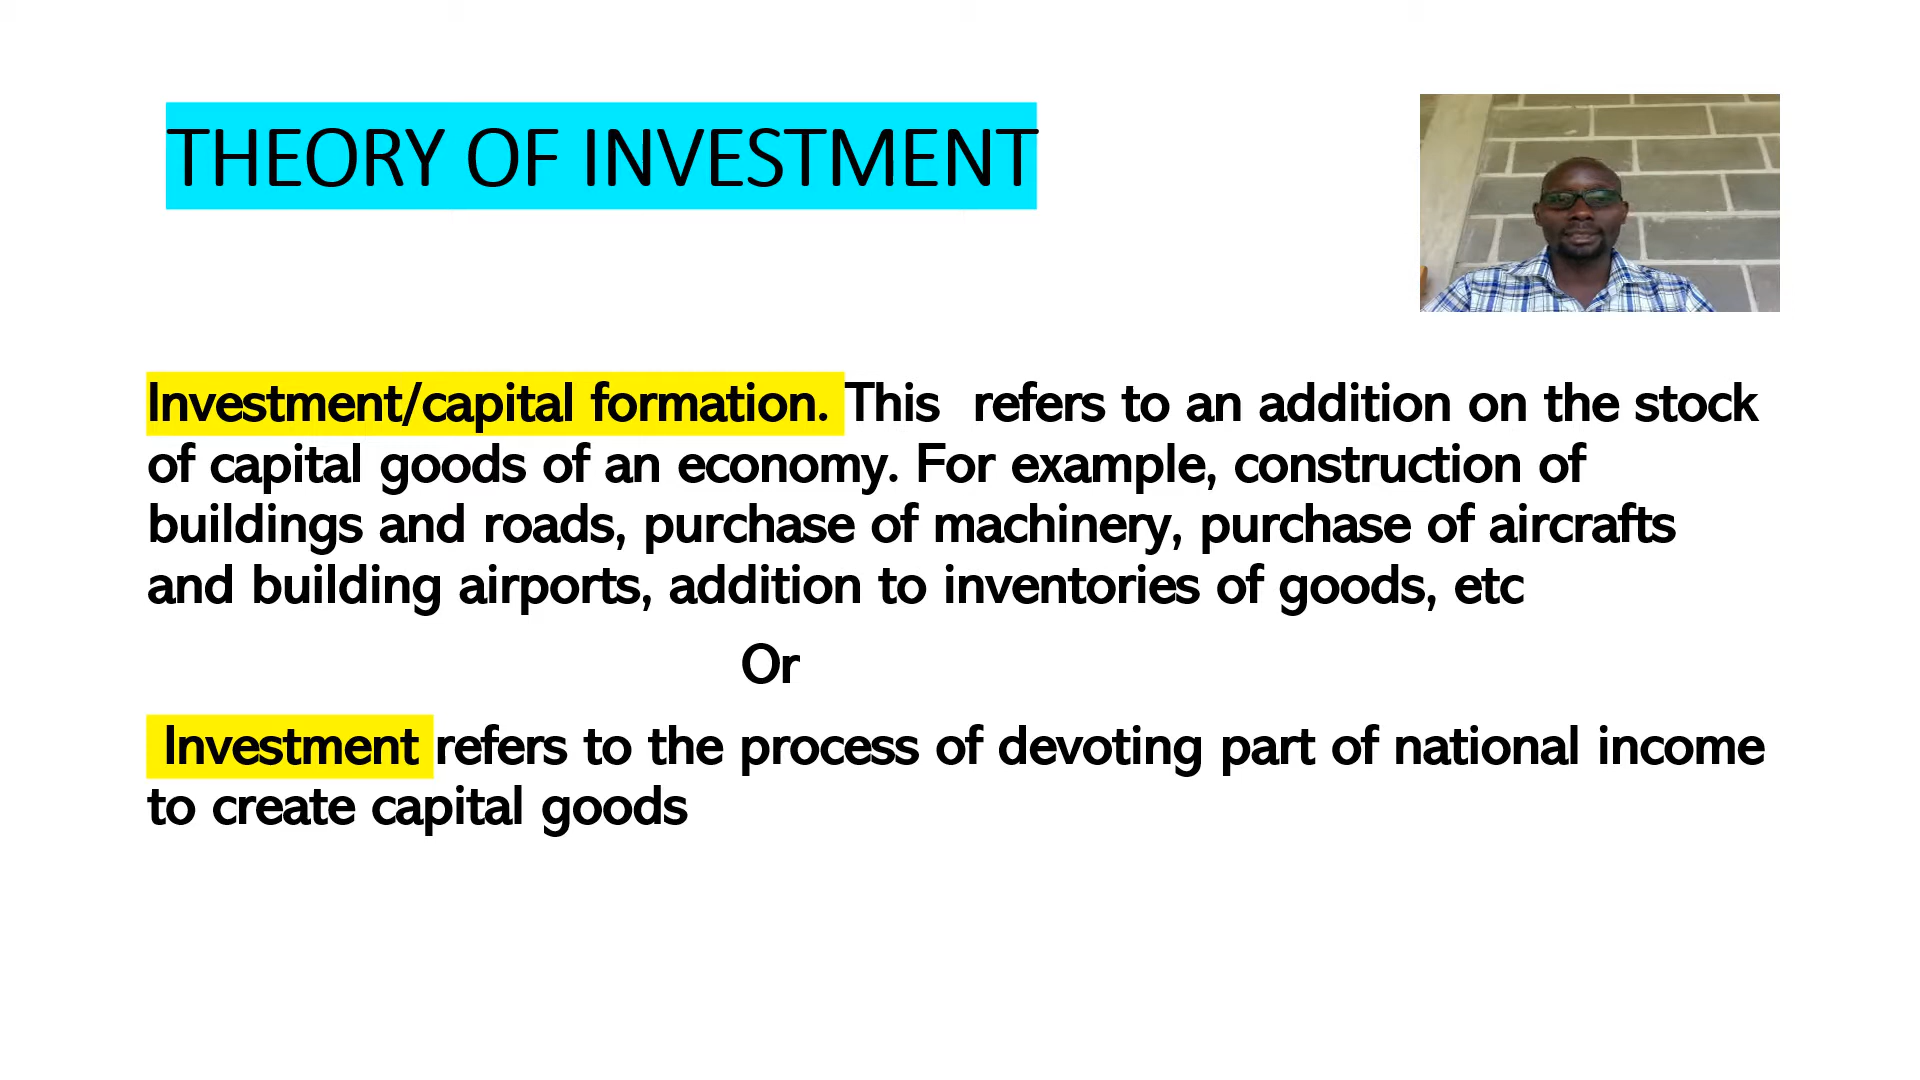 THEORY OF INVESTMENT
Investment/capital formation. This  refers to an addition on the stock
of capital goods of an economy. For example, construction of
buildings and roads, purchase of machinery, purchase of aircrafts
and building airports, addition to inventories of goods, etc
Or
Investment refers to the process of devoting part of national income
to create capital goods